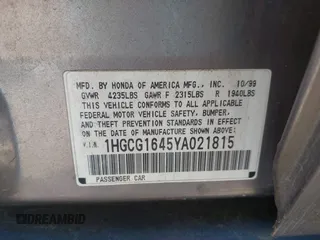 MFD. BY HONDA OF AMERICA MFG., INC. 10/99
GVWR 4235LBS GAWR F 2315LBS R 1940LBS
THIS VEHICLE CONFORMS TO ALL APPLICABLE
FEDERAL MOTOR VEHICLE SAFETY, BUMPER,
AND THEFT PREVENTION STANDARDS IN EFFECT
ON THE DATE OF MANUFACTURE SHOWN ABOVE.
V.I.N. 1HGCG1645YA021815
PASSENGER CAR
DREAMBID